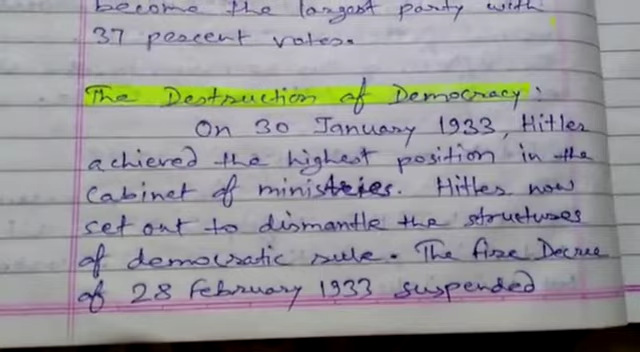 become the largest party with
37 percent votes.
The Destruction of Democracy:
On 30 January 1933, Hitler
achieved the highest position in the
Cabinet of ministries. Hitler now
set out to dismantle the structures
of democratic rule. The fire Decree
of 28 February 1933 suspended